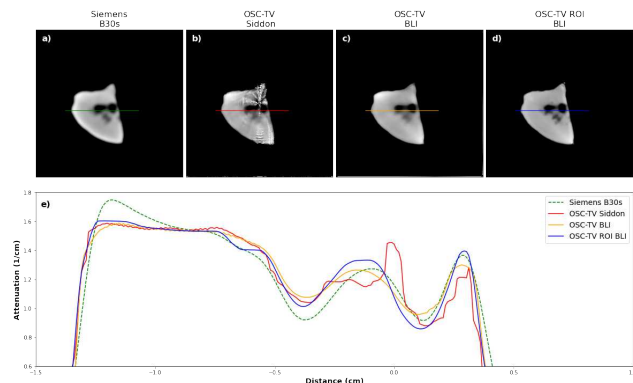 Siemens
B30s
OSC-TV
Siddon
OSC-TV
BLI
OSC-TV ROI
BLI
a)
b)
c)
d)
e)
Siemens B30s
OSC-TV Siddon
OSC-TV BLI
OSC-TV ROI BLI
Attenuation (1/cm)
1.8
1.6
1.4
1.2
1.0
0.8
0.6
−1.5
−1.0
−0.5
0.0
0.5
Distance (cm)